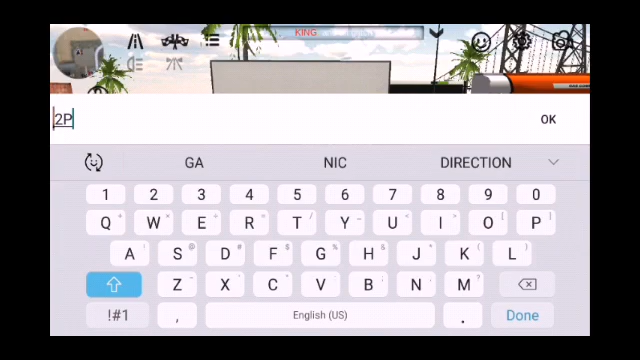 KING
2P
OK
GA NIC DIRECTION
1 2 3 4 5 6 7 8 9 0
Q W E R T Y U I O P
A S D F G H J K L
Z X C V B N M
!#1 , English (US) . Done